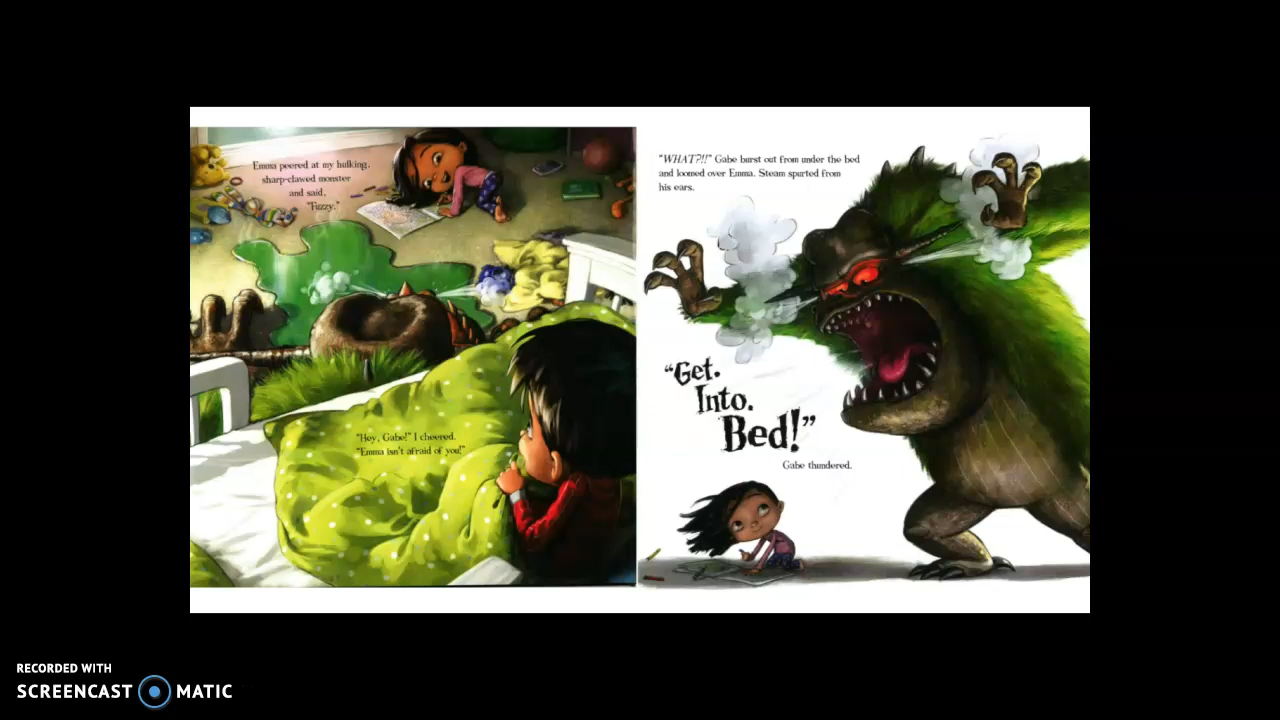 Emma peered at my hulking,
sharp-clawed monster
and said,
"Fuzzy."
"Hey, Gabe!" I cheered.
"Emma isn't afraid of you!"
"WHAT?!!" Gabe burst out from under the bed
and loomed over Emma. Steam spurted from
his ears.
"Get.
Into.
Bed!"
Gabe thundered.
RECORDED WITH
SCREENCAST MATIC